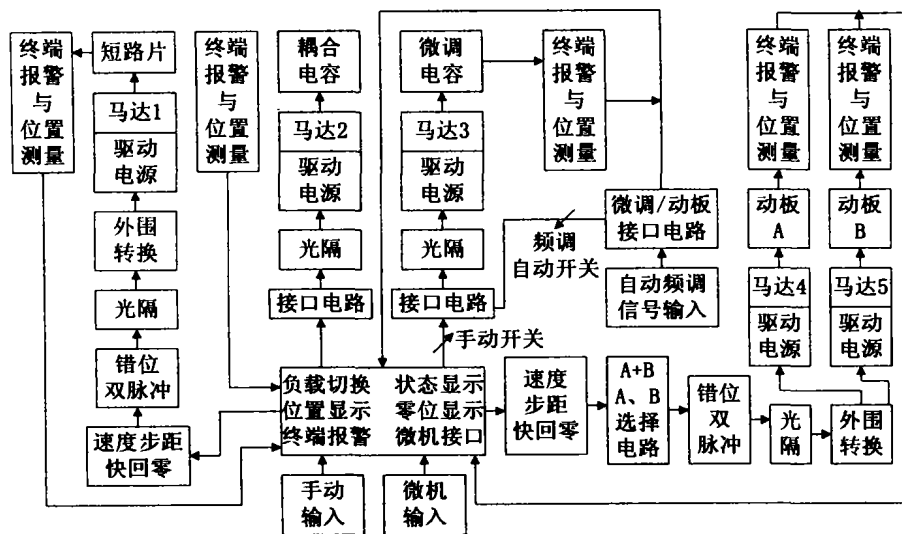 终端
报警
与
位置
测量
短路片
马达1
驱动
电源
外围
转换
光隔
错位
双脉冲
速度步距
快回零
终端
报警
与
位置
测量
耦合
电容
马达2
驱动
电源
光隔
接口电路
微调
电容
马达3
驱动
电源
光隔
接口电路
手动开关
终端
报警
与
位置
测量
频调
自动开关
微调/动板
接口电路
自动频调
信号输入
终端
报警
与
位置
测量
动板
A
马达4
驱动
电源
终端
报警
与
位置
测量
动板
B
马达5
驱动
电源
负载切换 状态显示
位置显示 零位显示
终端报警 微机接口
手动
输入
微机
输入
速度
步距
快回零
A+B
A、B
选择
电路
错位
双
脉冲
光
隔
外围
转换